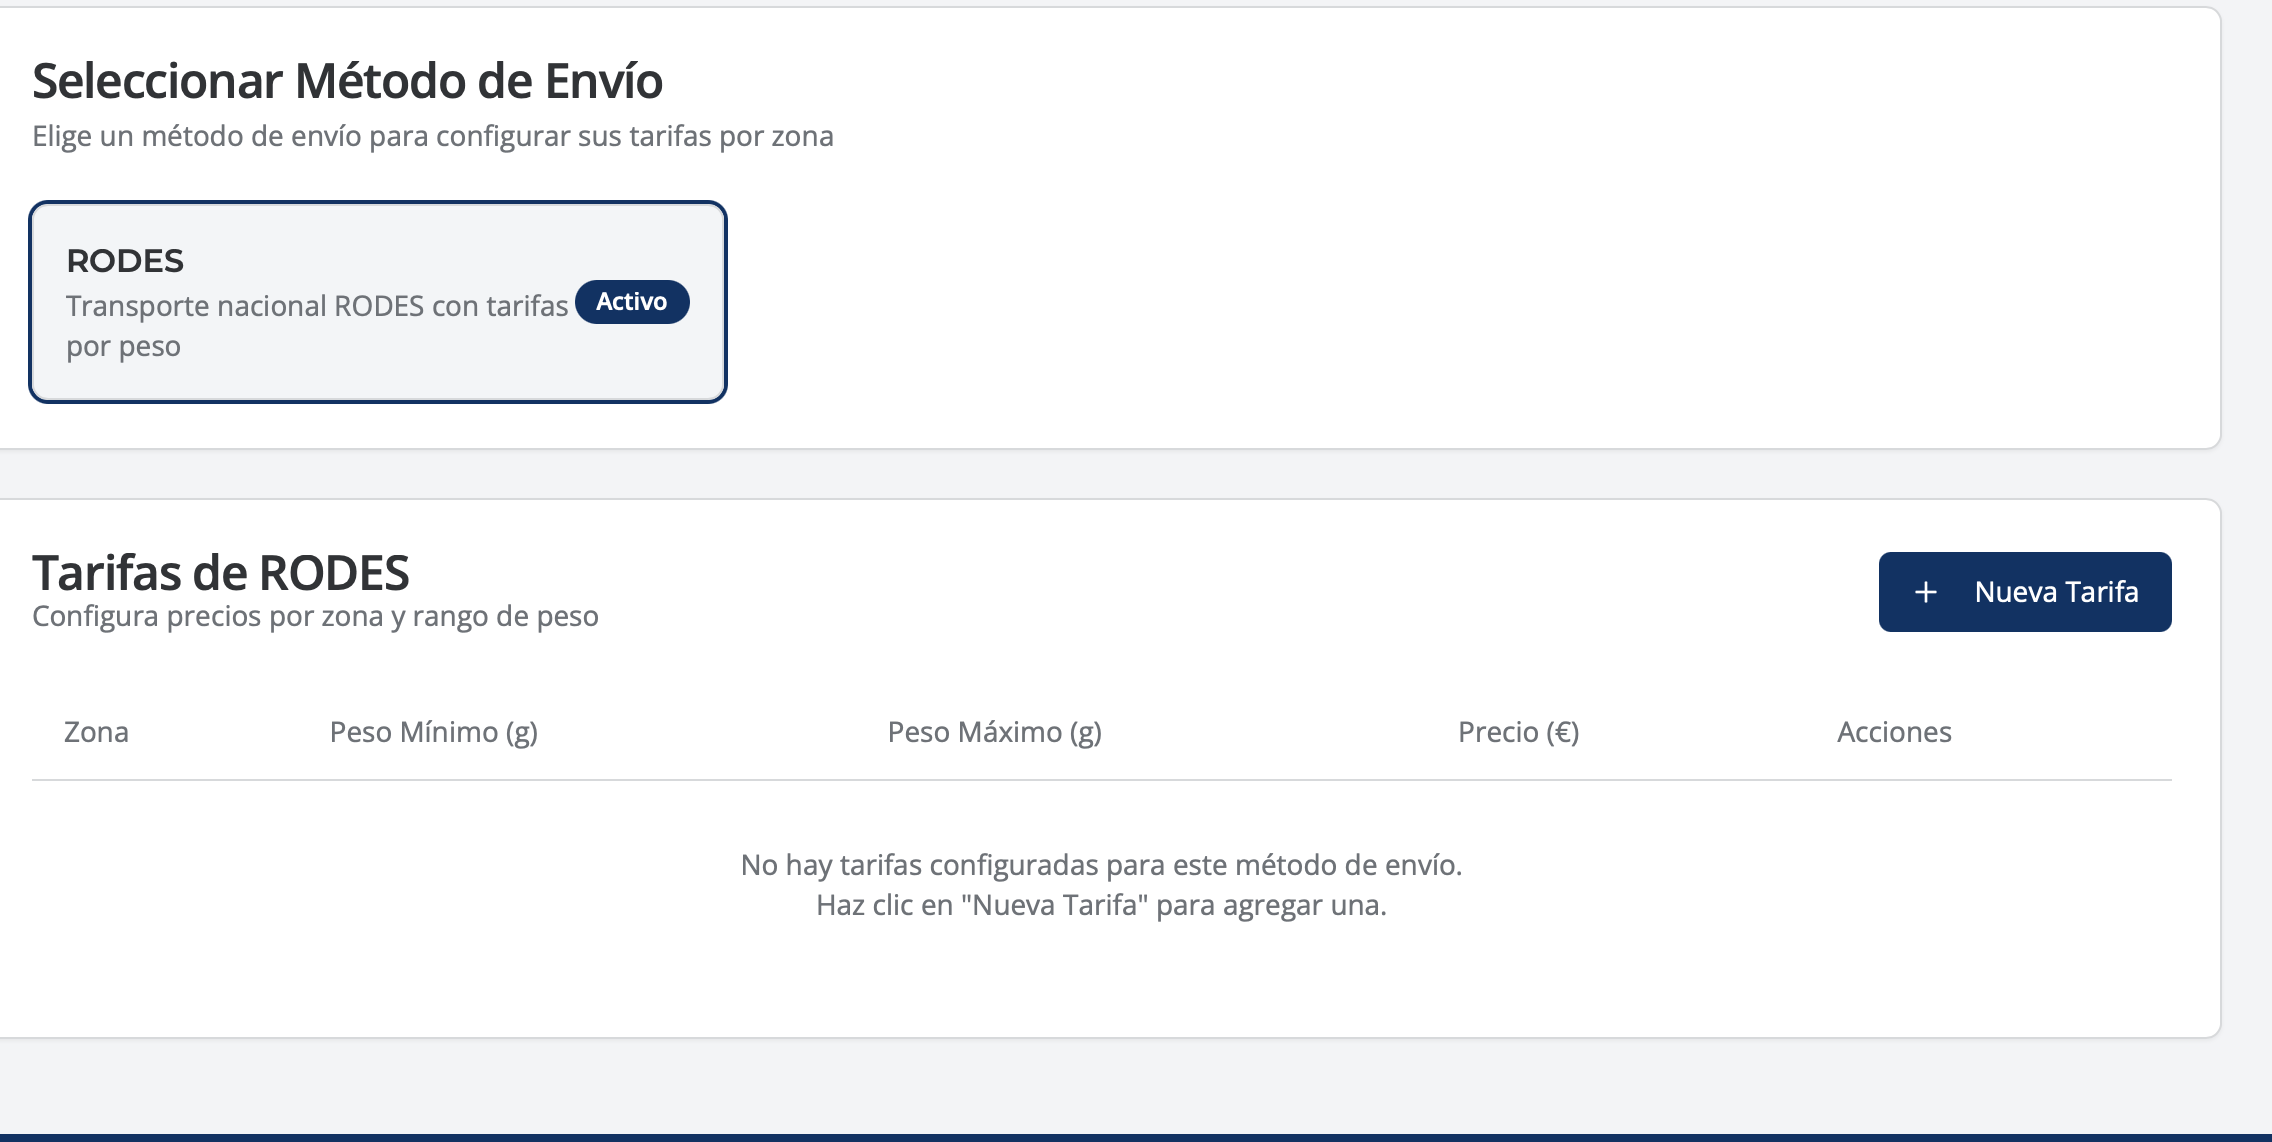 Seleccionar Método de Envío
Elige un método de envío para configurar sus tarifas por zona
RODES
Transporte nacional RODES con tarifas
por peso
Activo
Tarifas de RODES
Configura precios por zona y rango de peso
+ Nueva Tarifa
Zona Peso Mínimo (g) Peso Máximo (g) Precio (€) Acciones
No hay tarifas configuradas para este método de envío.
Haz clic en "Nueva Tarifa" para agregar una.